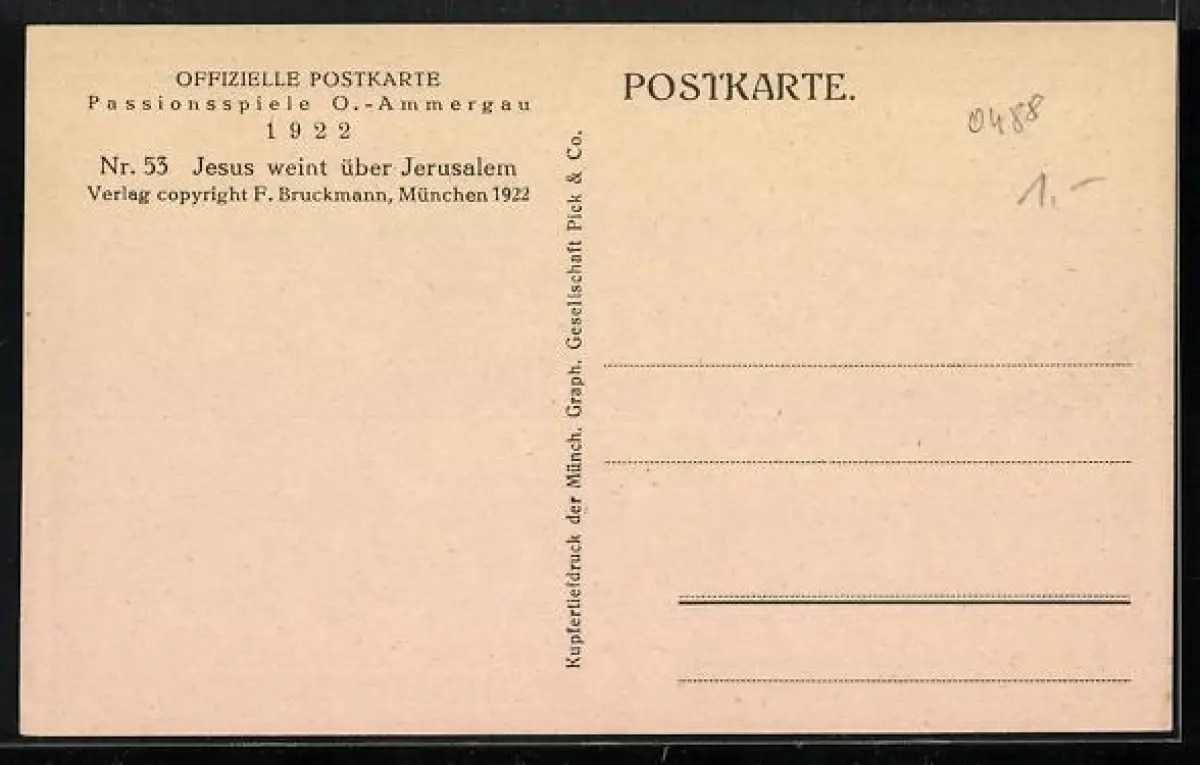 OFFIZIELLE POSTKARTE
Passionsspiele O.-Ammergau
1922
Nr. 53 Jesus weint über Jerusalem
Verlag copyright F. Bruckmann, München 1922
Kupfertiefdruck der Münch. Graph. Gesellschaft Pick & Co.
POSTKARTE.
0488
1.-